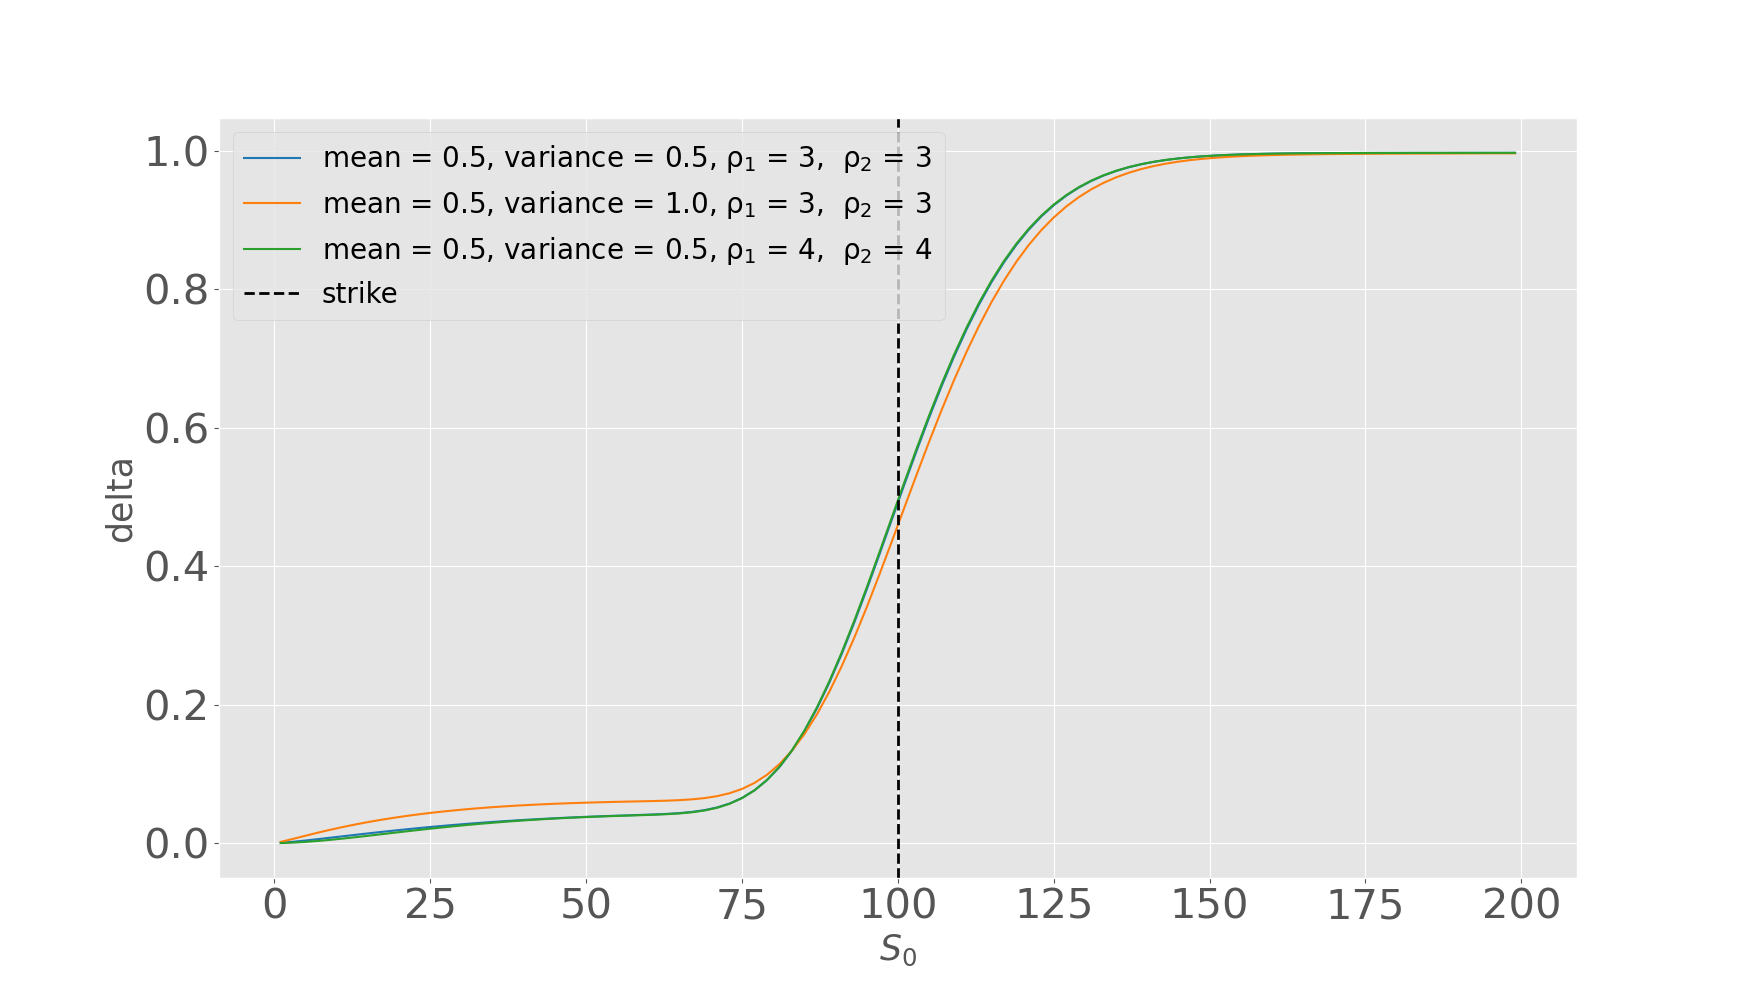 mean = 0.5, variance = 0.5, ρ₁ = 3,  ρ₂ = 3
mean = 0.5, variance = 1.0, ρ₁ = 3,  ρ₂ = 3
mean = 0.5, variance = 0.5, ρ₁ = 4,  ρ₂ = 4
strike
1.0
0.8
0.6
0.4
0.2
0.0
delta
0 25 50 75 100 125 150 175 200
S₀